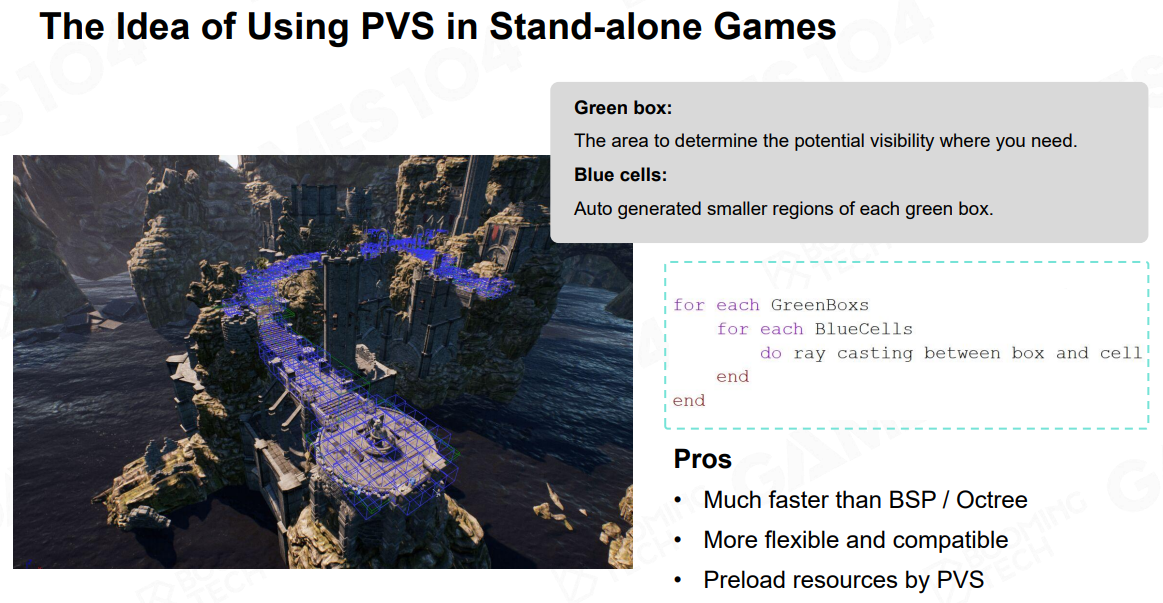 The Idea of Using PVS in Stand-alone Games
Green box:
The area to determine the potential visibility where you need.
Blue cells:
Auto generated smaller regions of each green box.
for each GreenBoxs
for each BlueCells
do ray casting between box and cell
end
end
Pros
• Much faster than BSP / Octree
• More flexible and compatible
• Preload resources by PVS